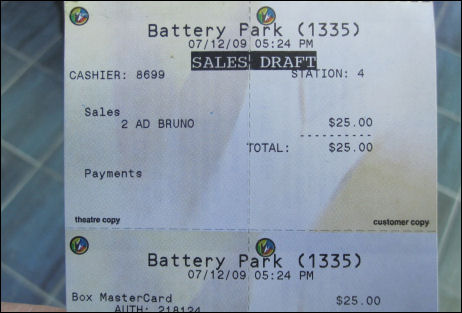 Battery Park (1335)
07/12/09 05:24 PM
SALES DRAFT
CASHIER: 8699 STATION: 4
Sales
2 AD BRUNO $25.00
----------
TOTAL: $25.00
Payments
theatre copy customer copy
Battery Park (1335)
07/12/09 05:24 PM
Box MasterCard $25.00
AUTH: 218124